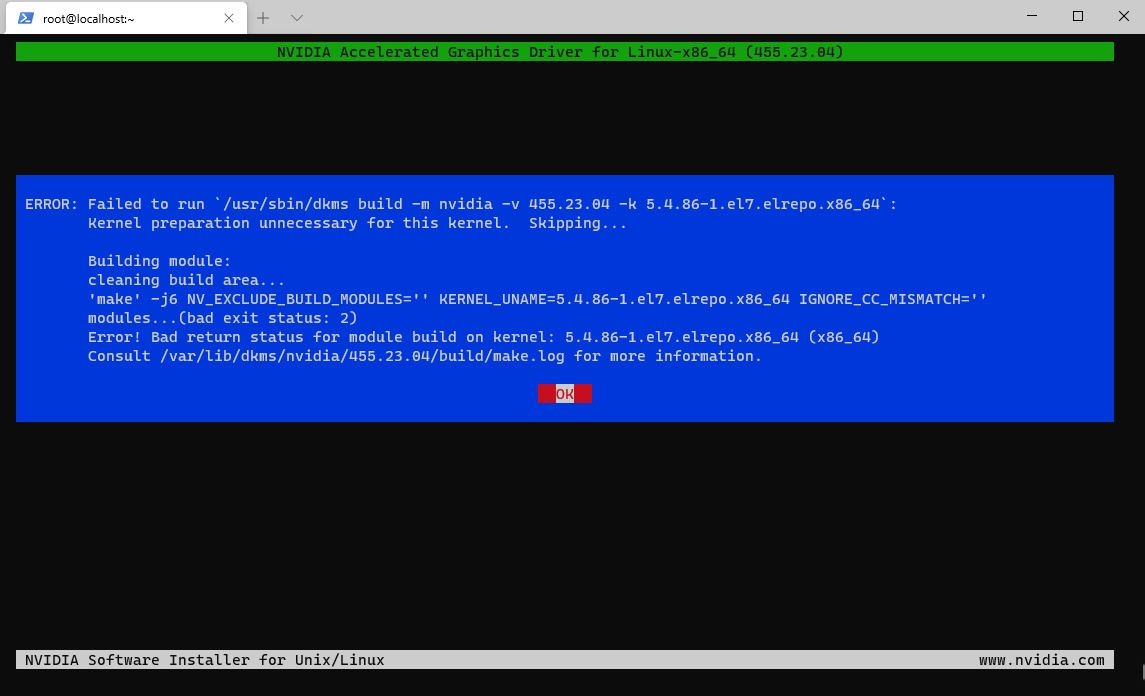 root@localhost:~
NVIDIA Accelerated Graphics Driver for Linux-x86_64 (455.23.04)
ERROR: Failed to run `/usr/sbin/dkms build -m nvidia -v 455.23.04 -k 5.4.86-1.el7.elrepo.x86_64`:
Kernel preparation unnecessary for this kernel.  Skipping...
Building module:
cleaning build area...
'make' -j6 NV_EXCLUDE_BUILD_MODULES='' KERNEL_UNAME=5.4.86-1.el7.elrepo.x86_64 IGNORE_CC_MISMATCH=''
modules...(bad exit status: 2)
Error! Bad return status for module build on kernel: 5.4.86-1.el7.elrepo.x86_64 (x86_64)
Consult /var/lib/dkms/nvidia/455.23.04/build/make.log for more information.
OK
NVIDIA Software Installer for Unix/Linux www.nvidia.com